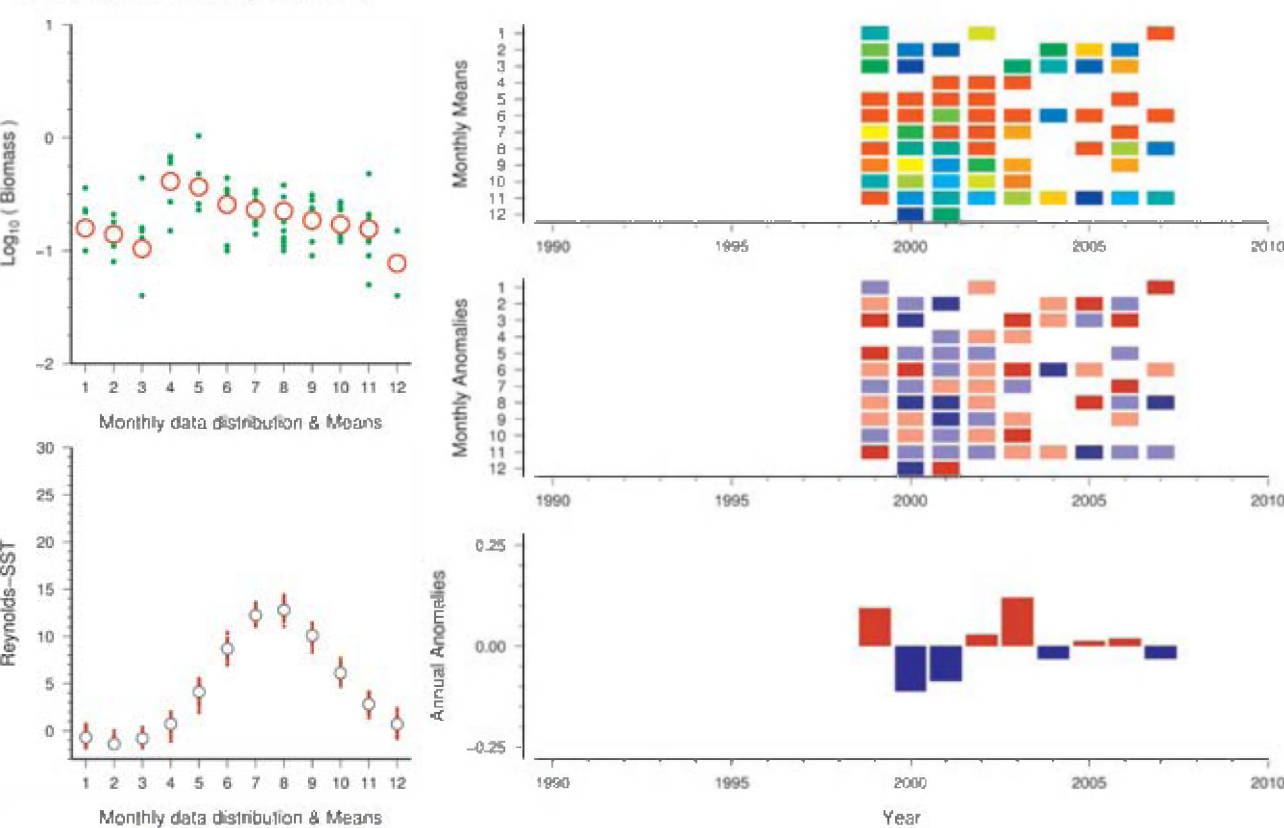 1
0
−1
−2
Log10 ( Biomass )
1 2 3 4 5 6 7 8 9 10 11 12
Monthly data distribution & Means
30
25
20
15
10
5
0
Reynolds−SST
1 2 3 4 5 6 7 8 9 10 11 12
Monthly data distribution & Means
Monthly Means
1
2
3
4
5
6
7
8
9
10
11
12
1990 1995 2000 2005 2010
Monthly Anomalies
1
2
3
4
5
6
7
8
9
10
11
12
1990 1995 2000 2005 2010
Annual Anomalies
0.25
0.00
−0.25
1990 1995 2000 2005 2010
Year